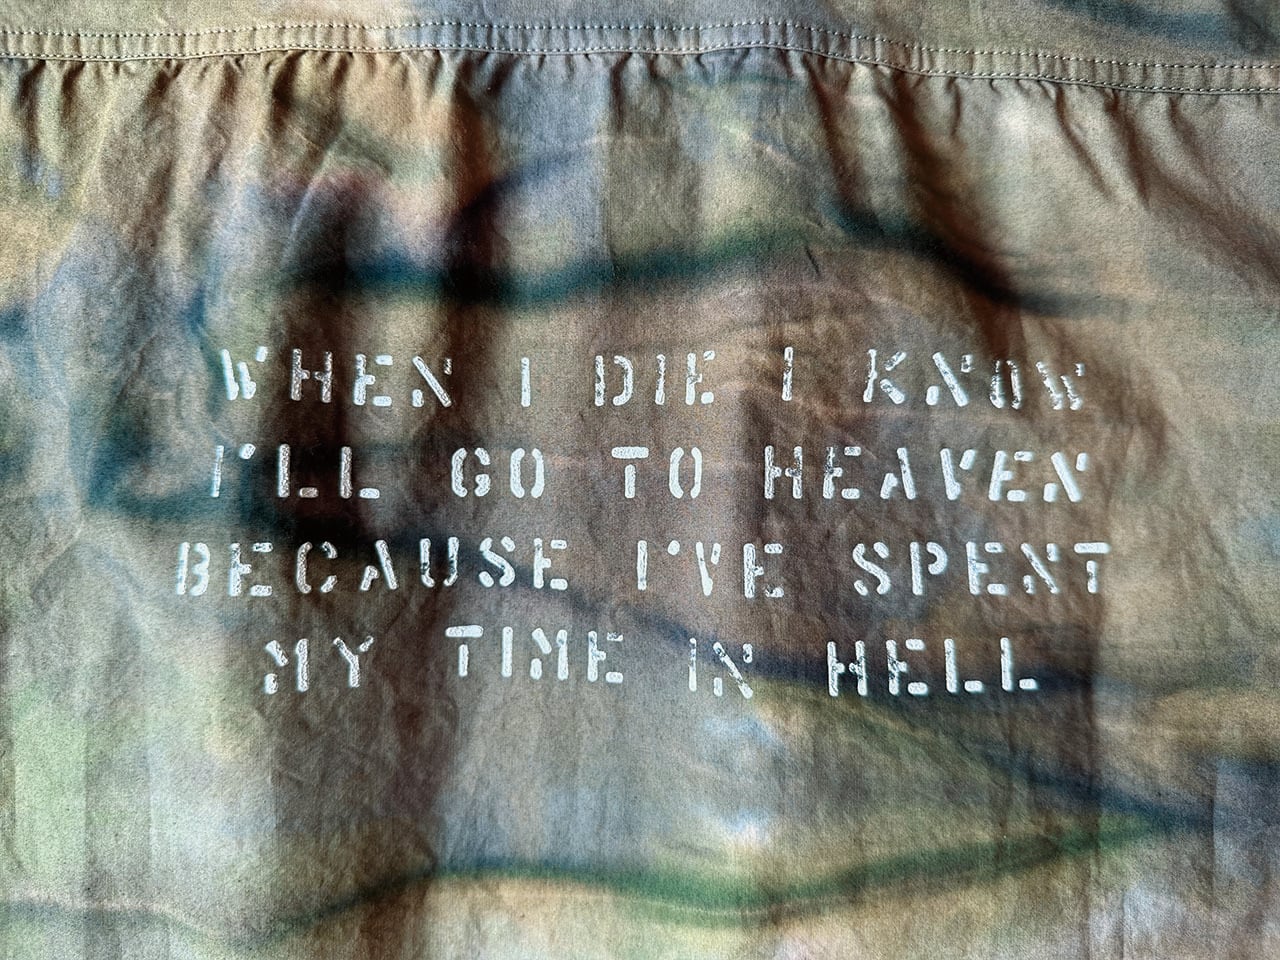 WHEN I DIE I KNOW
I'LL GO TO HEAVEN
BECAUSE I'VE SPENT
MY TIME IN HELL